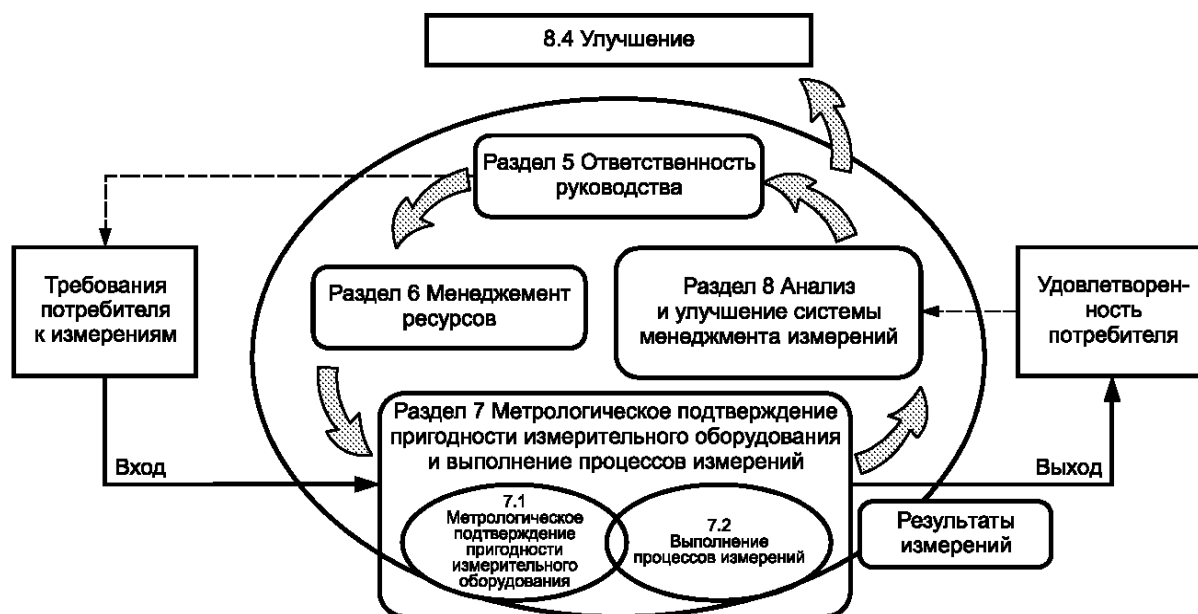 8.4 Улучшение
Раздел 5 Ответственность
руководства
Требования
потребителя
к измерениям
Раздел 6 Менеджемент
ресурсов
Раздел 8 Анализ
и улучшение системы
менеджмента измерений
Удовлетворен-
ность
потребителя
Раздел 7 Метрологическое подтверждение
пригодности измерительного оборудования
и выполнение процессов измерений
Вход
Выход
7.1
Метрологическое
подтверждение
пригодности
измерительного
оборудования
7.2
Выполнение
процессов измерений
Результаты
измерений